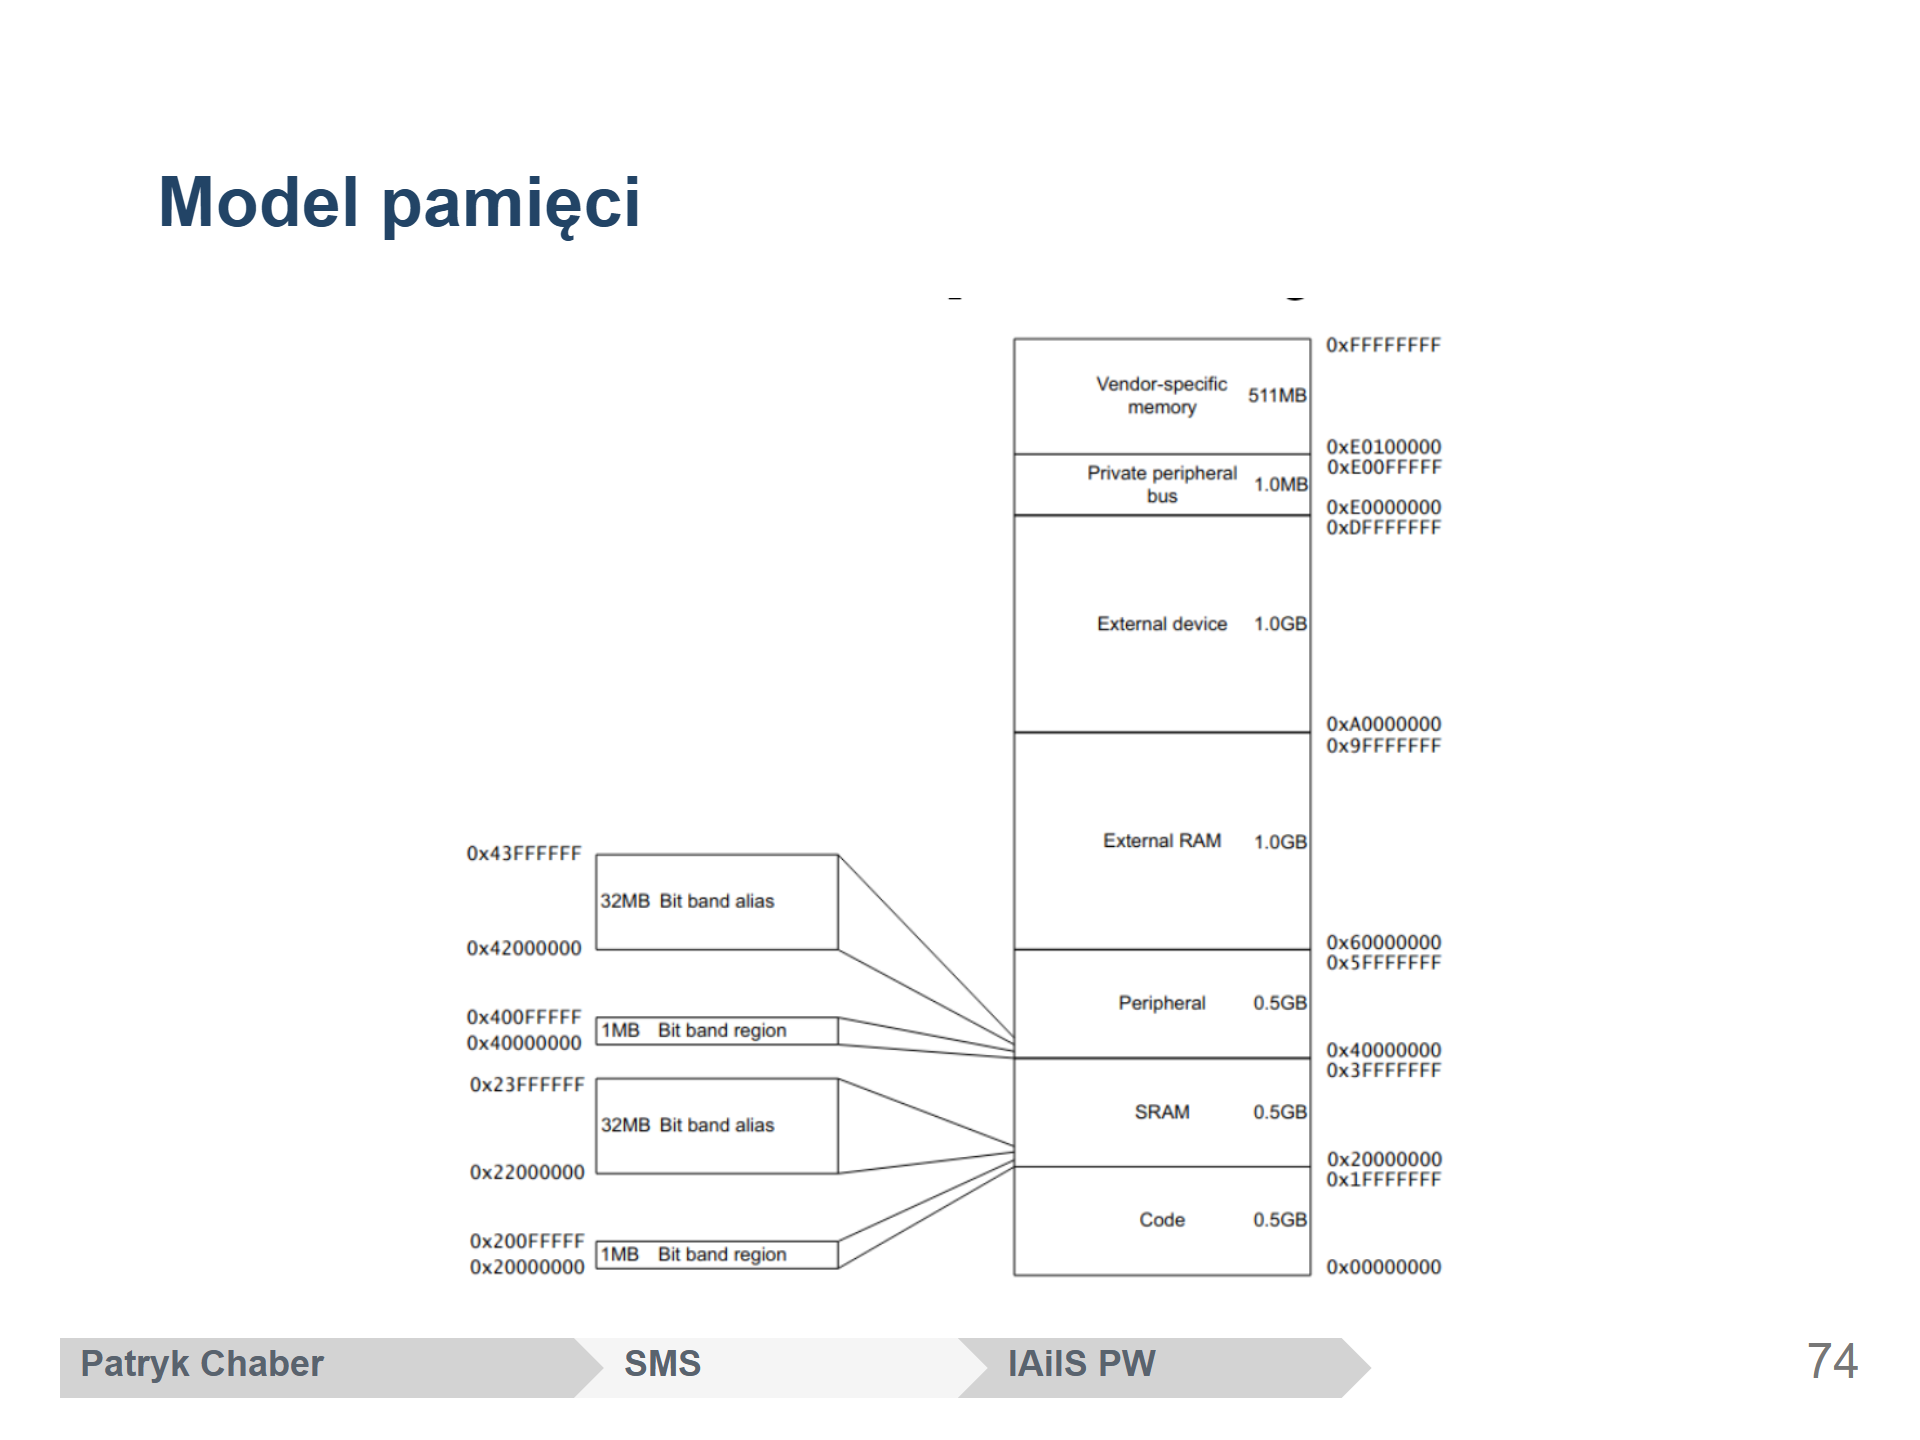 Model pamięci
0xFFFFFFFF
Vendor-specific
memory
511MB
0xE0100000
0xE00FFFFF
Private peripheral
bus
1.0MB
0xE0000000
0xDFFFFFFF
External device 1.0GB
0xA0000000
0x9FFFFFFF
External RAM 1.0GB
0x60000000
0x5FFFFFFF
Peripheral 0.5GB
0x40000000
0x3FFFFFFF
SRAM 0.5GB
0x20000000
0x1FFFFFFF
Code 0.5GB
0x00000000
0x43FFFFFF
32MB Bit band alias
0x42000000
0x400FFFFF
1MB Bit band region
0x40000000
0x23FFFFFF
32MB Bit band alias
0x22000000
0x200FFFFF
1MB Bit band region
0x20000000
Patryk Chaber
SMS
IAiIS PW
74